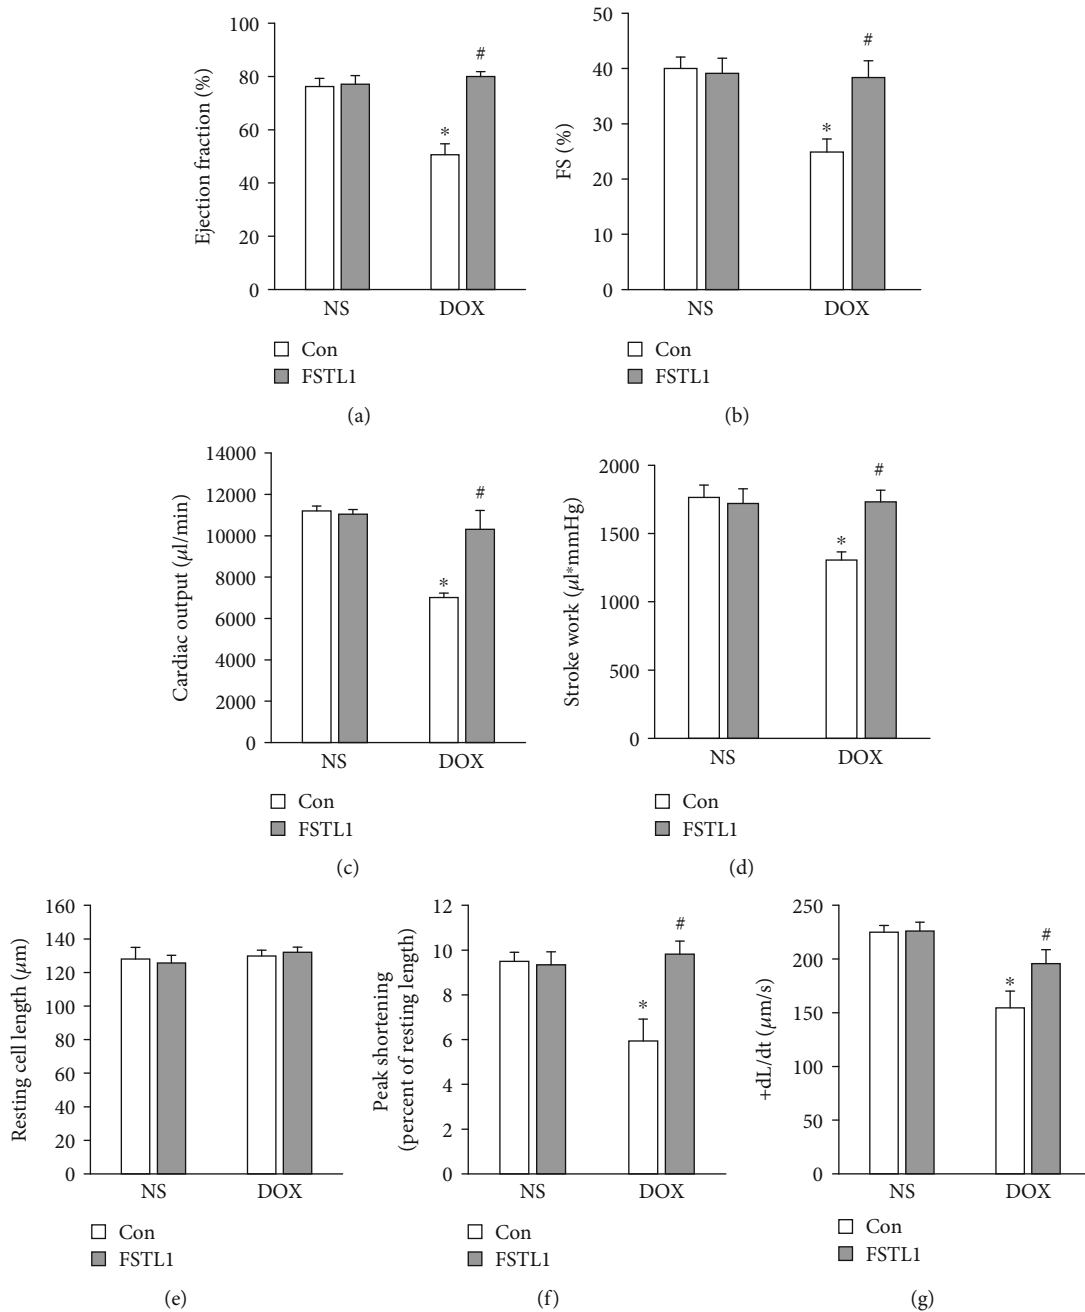 Ejection fraction (%)
100
80
60
40
20
0
*
#
NS
DOX
Con
FSTL1
(a)
FS (%)
50
40
30
20
10
0
*
#
NS
DOX
Con
FSTL1
(b)
Cardiac output (μl/min)
14000
12000
10000
8000
6000
4000
2000
0
*
#
NS
DOX
Con
FSTL1
(c)
Stroke work (μl*mmHg)
2000
1500
1000
500
0
*
#
NS
DOX
Con
FSTL1
(d)
Resting cell length (μm)
160
140
120
100
80
60
40
20
0
NS
DOX
Con
FSTL1
(e)
Peak shortening
(percent of resting length)
12
10
8
6
4
2
0
*
#
NS
DOX
Con
FSTL1
(f)
+dL/dt (μm/s)
250
200
150
100
50
0
*
#
NS
DOX
Con
FSTL1
(g)